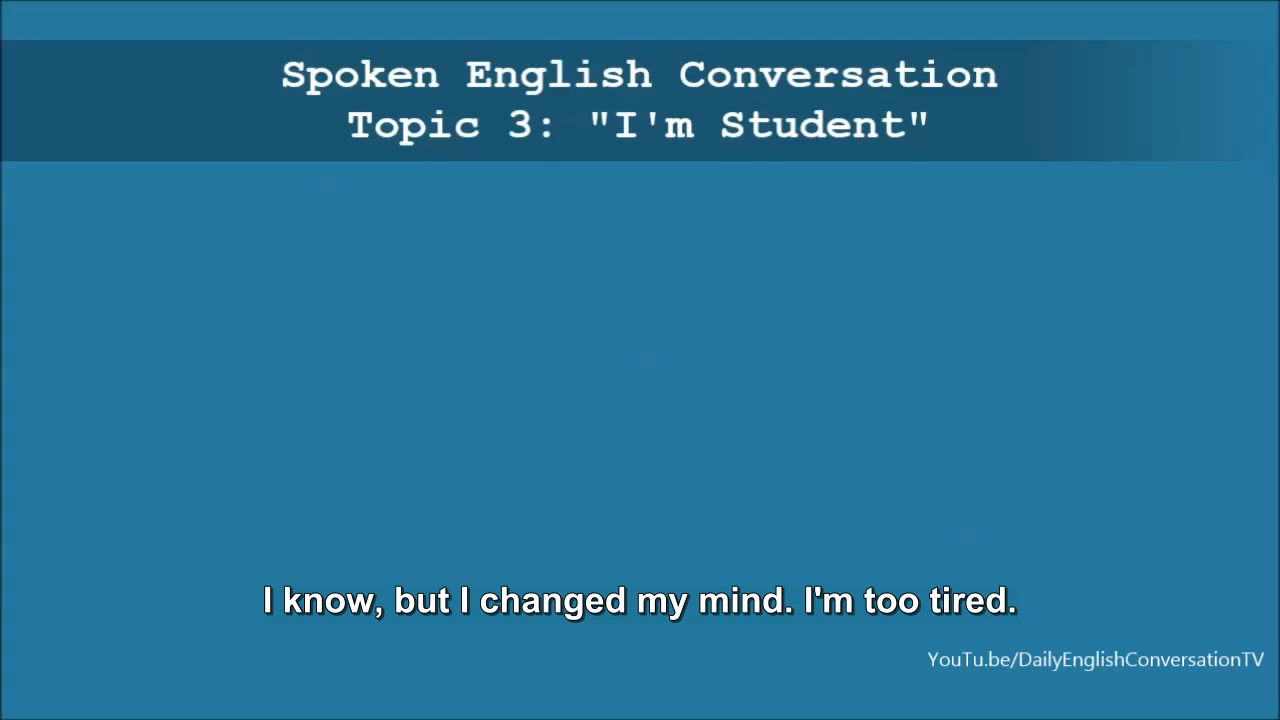 Spoken English Conversation
Topic 3: "I'm Student"
I know, but I changed my mind. I'm too tired.
YouTu.be/DailyEnglishConversationTV